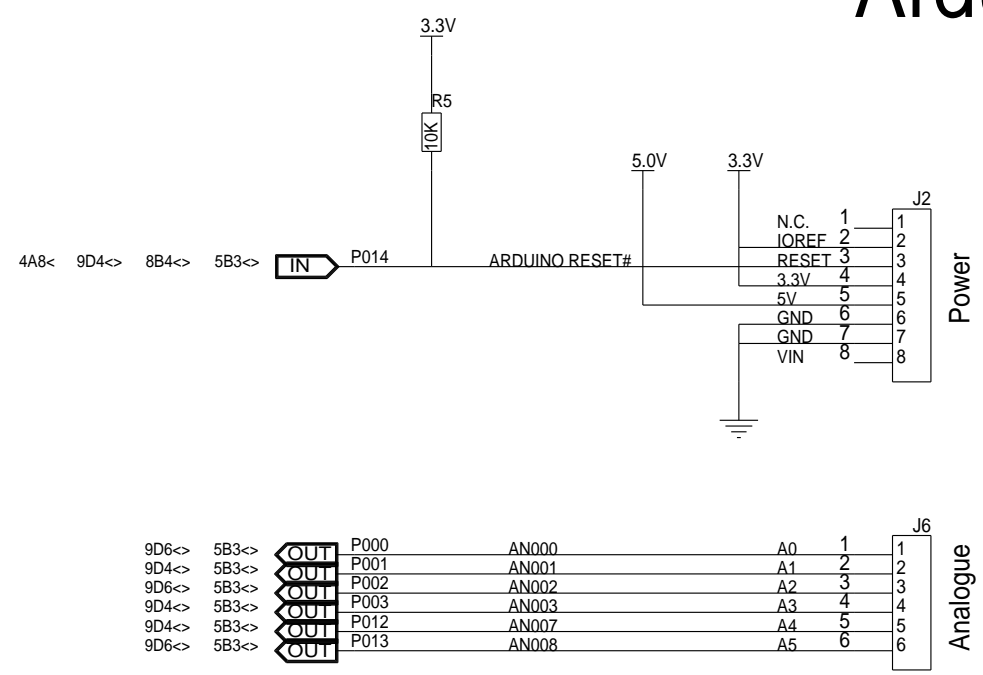 Ard
3.3V
R5
10K
5.0V 3.3V
J2
N.C. 1 1
IOREF 2 2
4A8< 9D4<> 8B4<> 5B3<> IN P014 ARDUINO RESET# RESET 3 3
3.3V 4 4
5V 5 5
GND 6 6
GND 7 7
VIN 8 8
Power
J6
9D6<> 5B3<> OUT P000 AN000 A0 1 1
9D4<> 5B3<> OUT P001 AN001 A1 2 2
9D6<> 5B3<> OUT P002 AN002 A2 3 3
9D4<> 5B3<> OUT P003 AN003 A3 4 4
9D4<> 5B3<> OUT P012 AN007 A4 5 5
9D6<> 5B3<> OUT P013 AN008 A5 6 6
Analogue